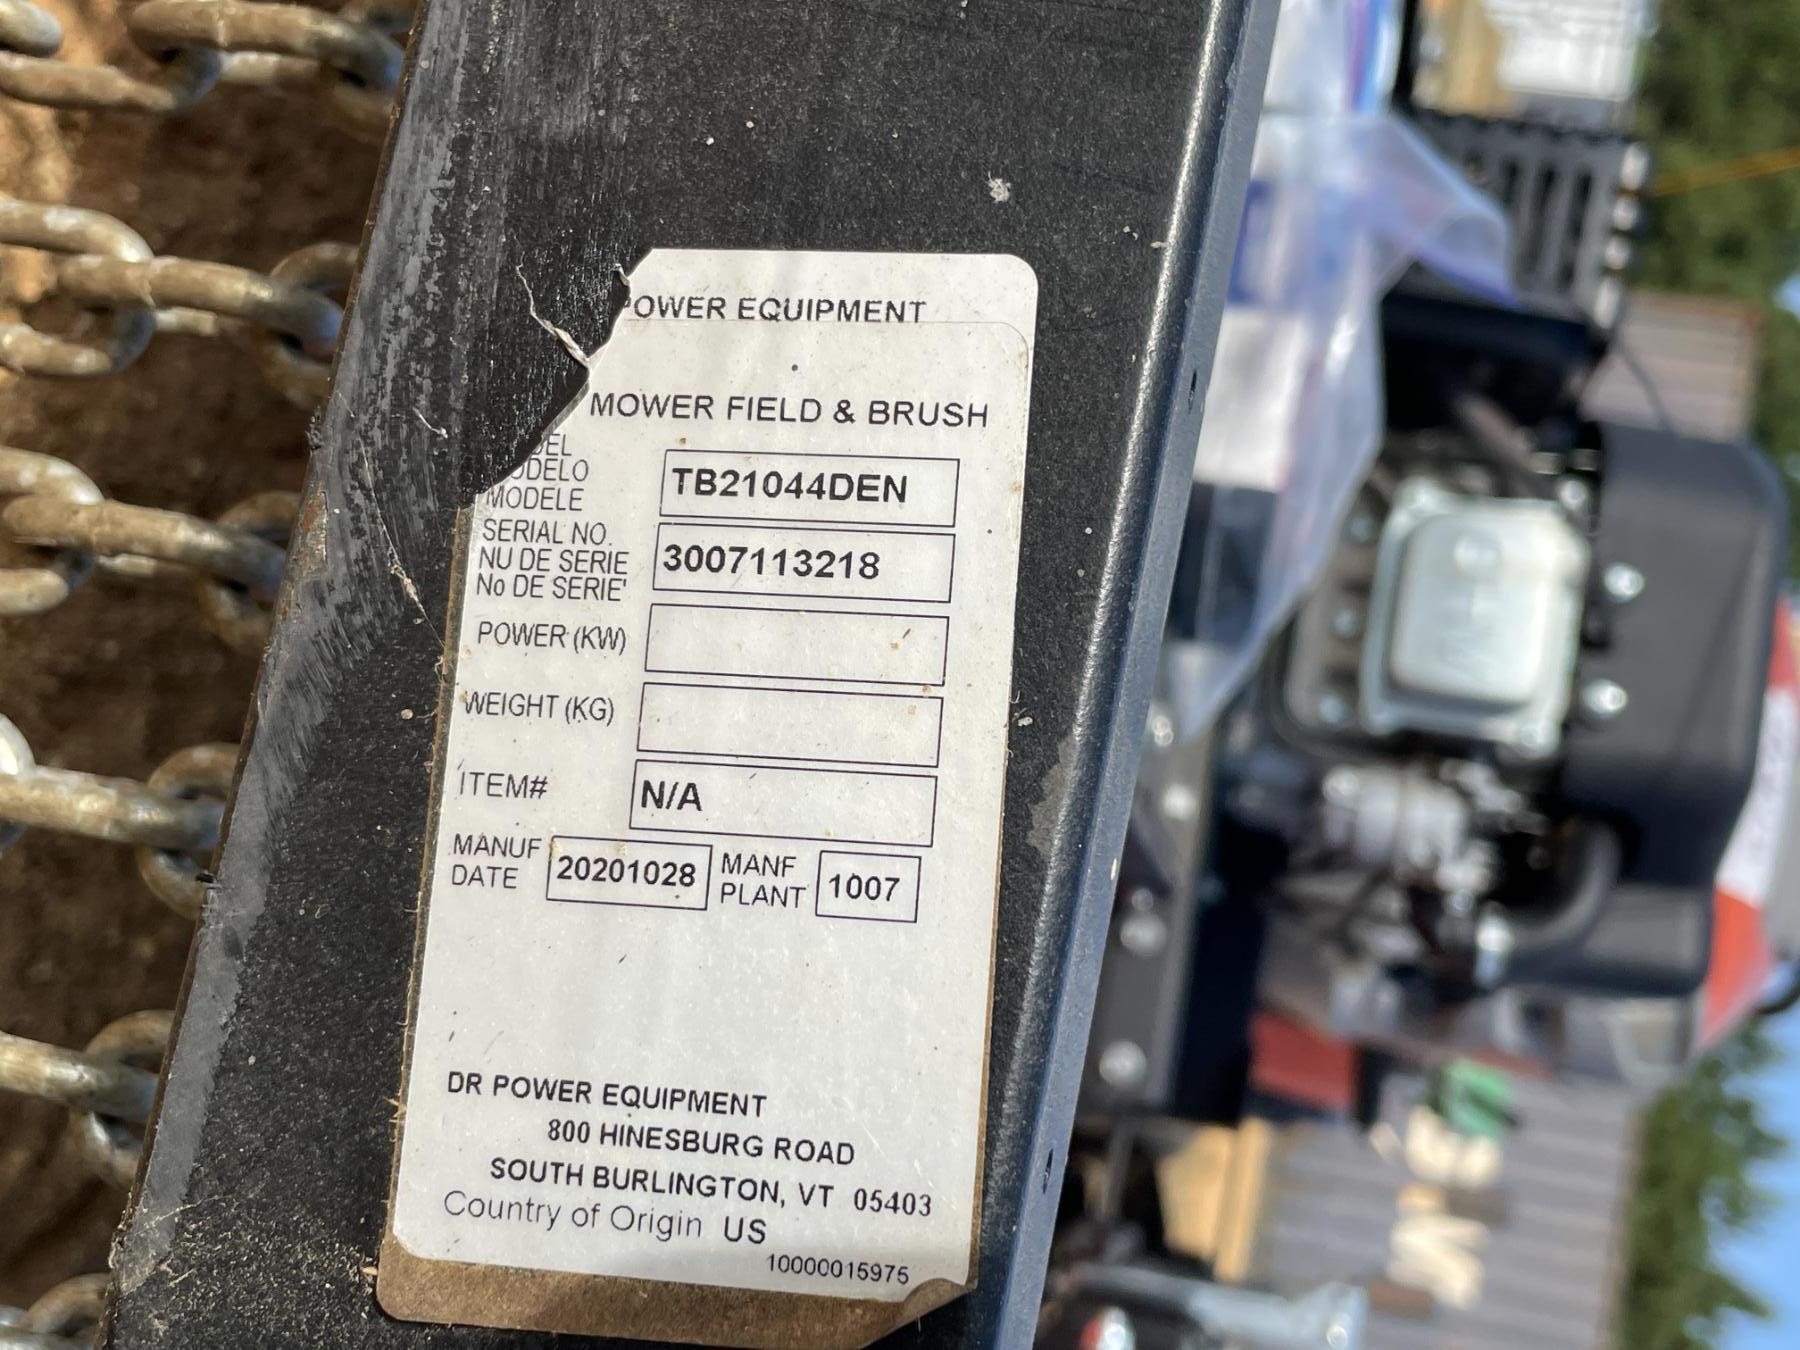 POWER EQUIPMENT
MOWER FIELD & BRUSH
MODELE
TB21044DEN
SERIAL NO.
NU DE SERIE
No DE SERIE'
3007113218
POWER (KW)
WEIGHT (KG)
ITEM#
N/A
MANUF
DATE
20201028
MANF
PLANT
1007
DR POWER EQUIPMENT
800 HINESBURG ROAD
SOUTH BURLINGTON, VT 05403
Country of Origin US
10000015975